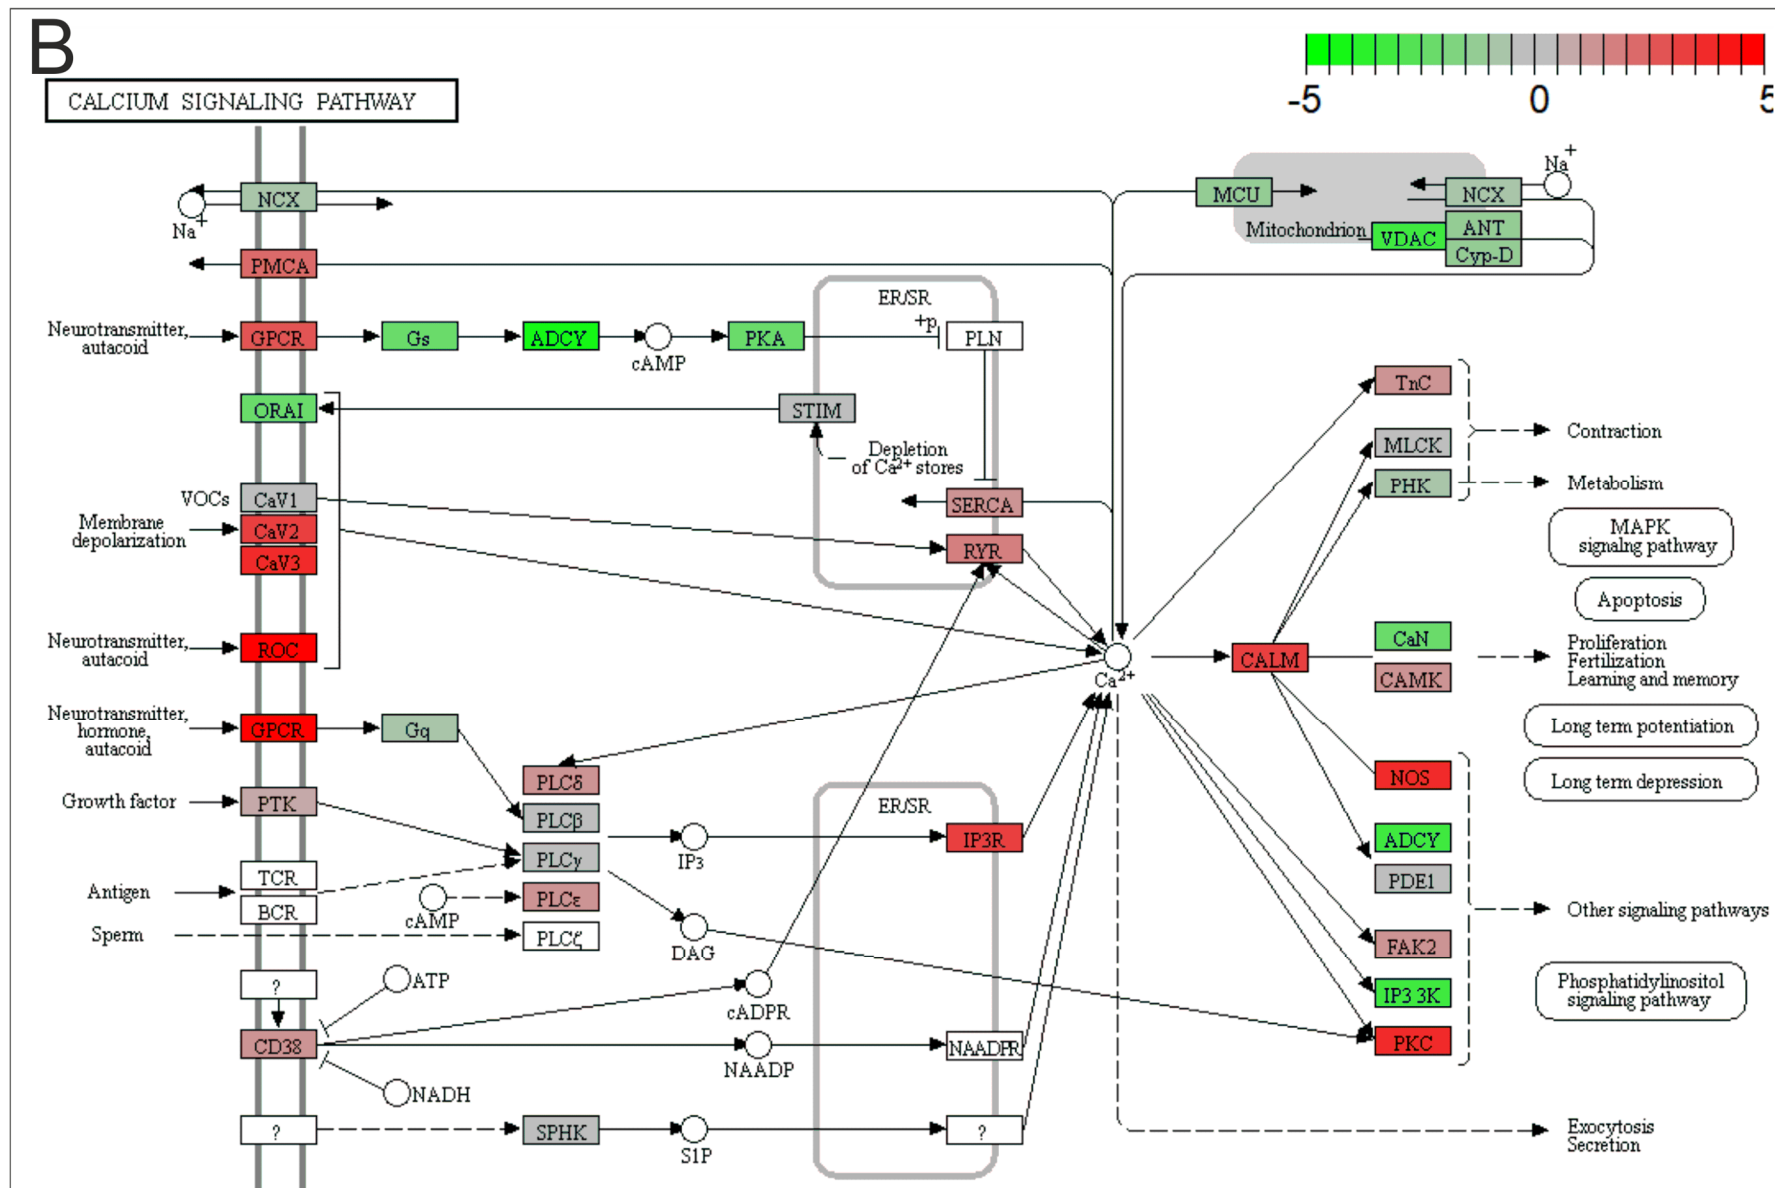 B
-5 0 5
CALCIUM SIGNALING PATHWAY
Na+
NCX
Na+
MCU
NCX
Mitochondrion
VDAC
ANT
Cyp-D
PMCA
ER/SR
Neurotransmitter,
autacoid
GPCR
Gs
ADCY
cAMP
PKA
+p
PLN
ORAI
STIM
Depletion
of Ca2+ stores
TnC
MLCK
PHK
Contraction
Metabolism
VOCs
CaV1
SERCA
Membrane
depolarization
CaV2
CaV3
RYR
MAPK
signalng pathway
Apoptosis
Neurotransmitter,
autacoid
ROC
Ca2+
CALM
CaN
CAMK
Proliferation
Fertilization
Learning and memory
Neurotransmitter,
hormone,
autacoid
GPCR
Gq
Long term potentiation
Long term depression
Growth factor
PTK
PLCδ
PLCβ
PLCγ
PLCε
PLCζ
IP3
ER/SR
IP3R
NOS
ADCY
PDE1
Antigen
TCR
BCR
cAMP
Sperm
DAG
FAK2
IP3 3K
PKC
Other signaling pathways
Phosphatidylinositol
signaling pathway
?
ATP
cADPR
CD38
NAADP
NAADPR
NADH
?
SPHK
S1P
?
Exocytosis
Secretion